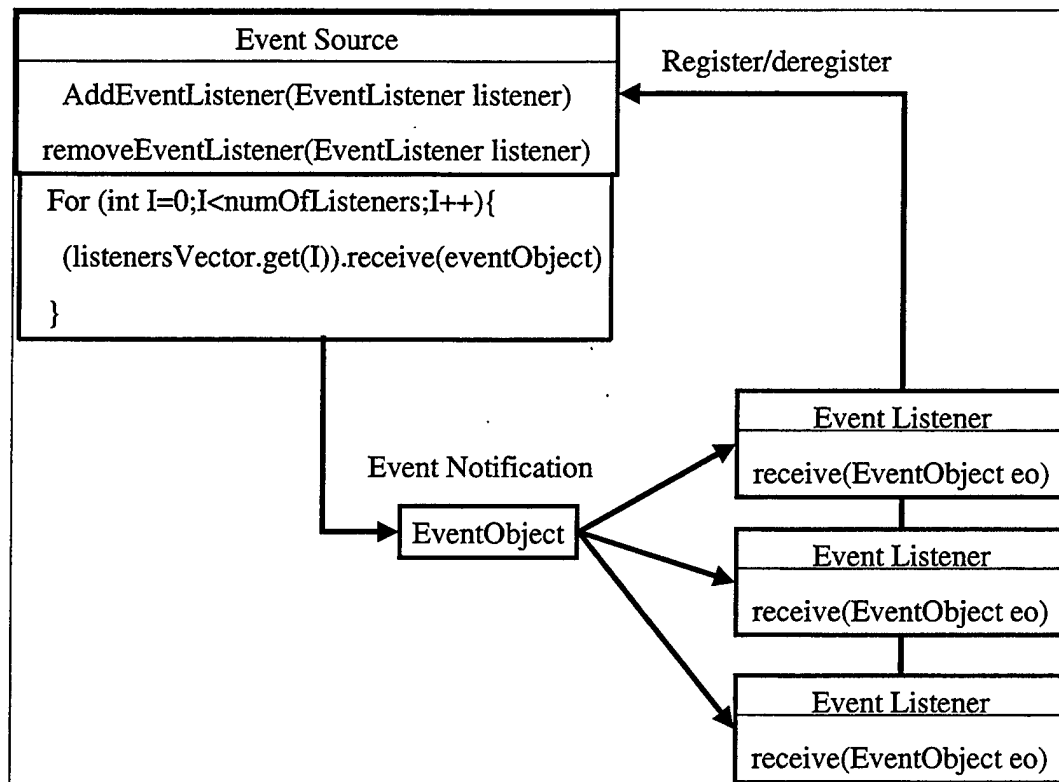 Event Source
AddEventListener(EventListener listener)
removeEventListener(EventListener listener)
For (int I=0;I<numOfListeners;I++){
(listenersVector.get(I)).receive(eventObject)
}
Register/deregister
Event Notification
EventObject
Event Listener
receive(EventObject eo)
Event Listener
receive(EventObject eo)
Event Listener
receive(EventObject eo)